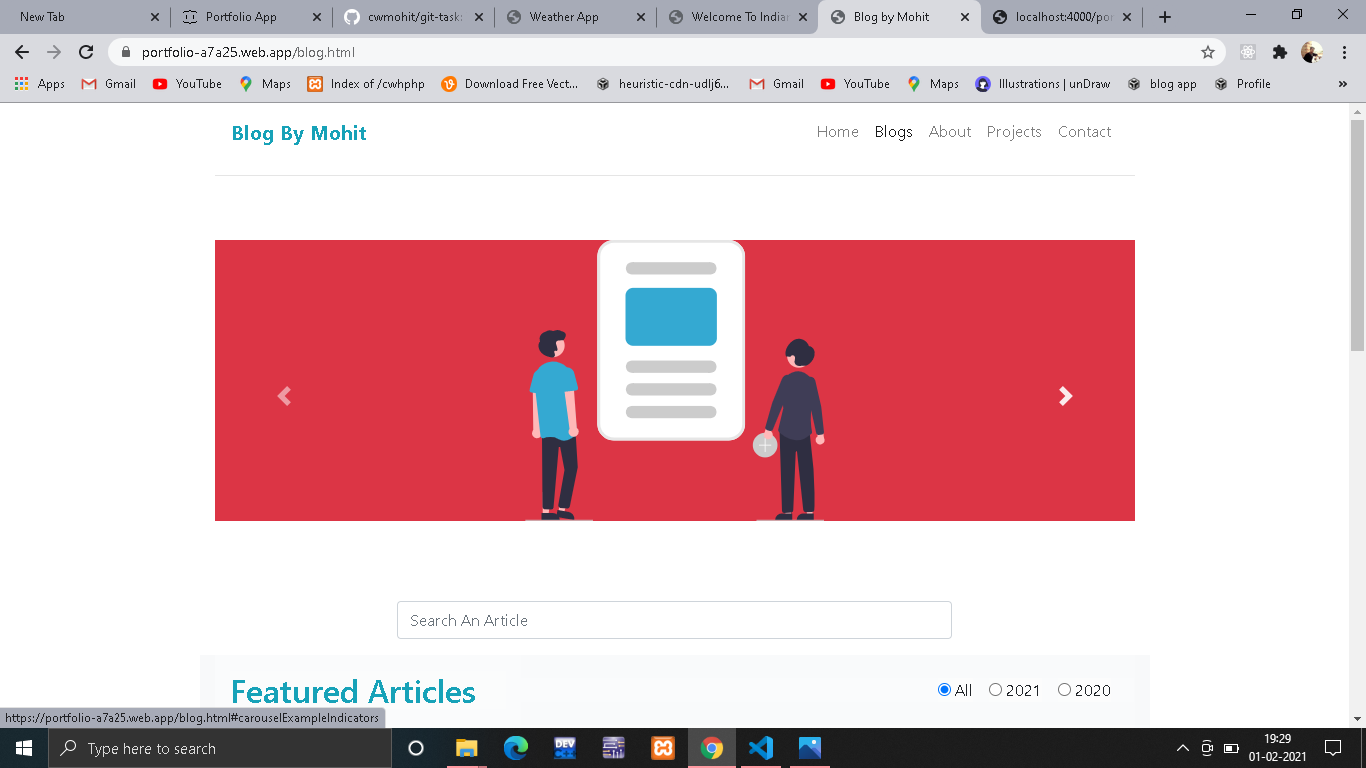 New Tab
Portfolio App
cwmohit/git-task
Weather App
Welcome To Indian
Blog by Mohit
localhost:4000/por
portfolio-a7a25.web.app/blog.html
Apps
Gmail
YouTube
Maps
Index of /cwhphp
Download Free Vect...
heuristic-cdn-udlj6...
Gmail
YouTube
Maps
Illustrations | unDraw
blog app
Profile
»
Blog By Mohit
Home
Blogs
About
Projects
Contact
Search An Article
Featured Articles
All
2021
2020
https://portfolio-a7a25.web.app/blog.html#carouselExampleIndicators
Type here to search
DEV
19:29
01-02-2021